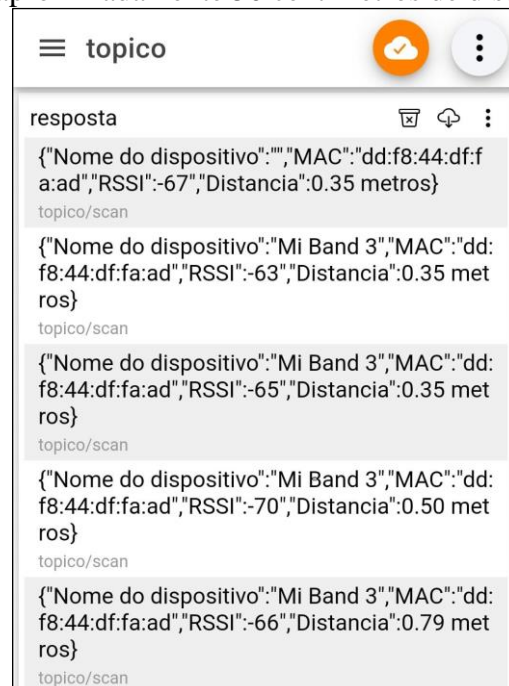 topico
resposta
{"Nome do dispositivo":"","MAC":"dd:f8:44:df:f
a:ad","RSSI":-67,"Distancia":0.35 metros}
topico/scan
{"Nome do dispositivo":"Mi Band 3","MAC":"dd:
f8:44:df:fa:ad","RSSI":-63,"Distancia":0.35 met
ros}
topico/scan
{"Nome do dispositivo":"Mi Band 3","MAC":"dd:
f8:44:df:fa:ad","RSSI":-65,"Distancia":0.35 met
ros}
topico/scan
{"Nome do dispositivo":"Mi Band 3","MAC":"dd:
f8:44:df:fa:ad","RSSI":-70,"Distancia":0.50 met
ros}
topico/scan
{"Nome do dispositivo":"Mi Band 3","MAC":"dd:
f8:44:df:fa:ad","RSSI":-66,"Distancia":0.79 met
ros}
topico/scan